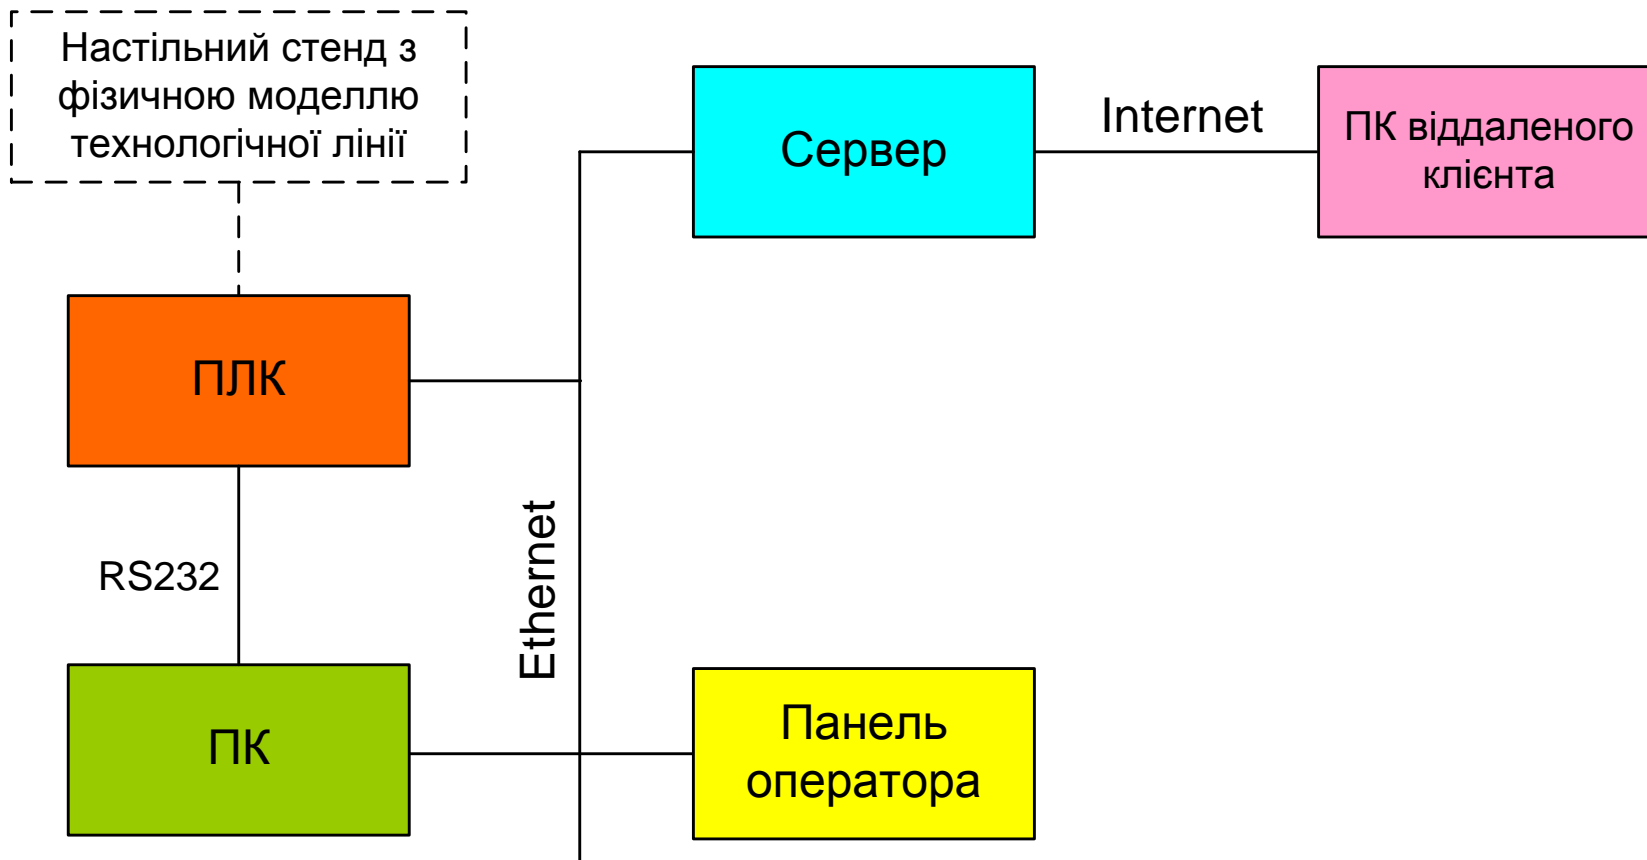 Настільний стенд з
фізичною моделлю
технологічної лінії
Сервер
Internet
ПК віддаленого
клієнта
ПЛК
Ethernet
RS232
ПК
Панель
оператора